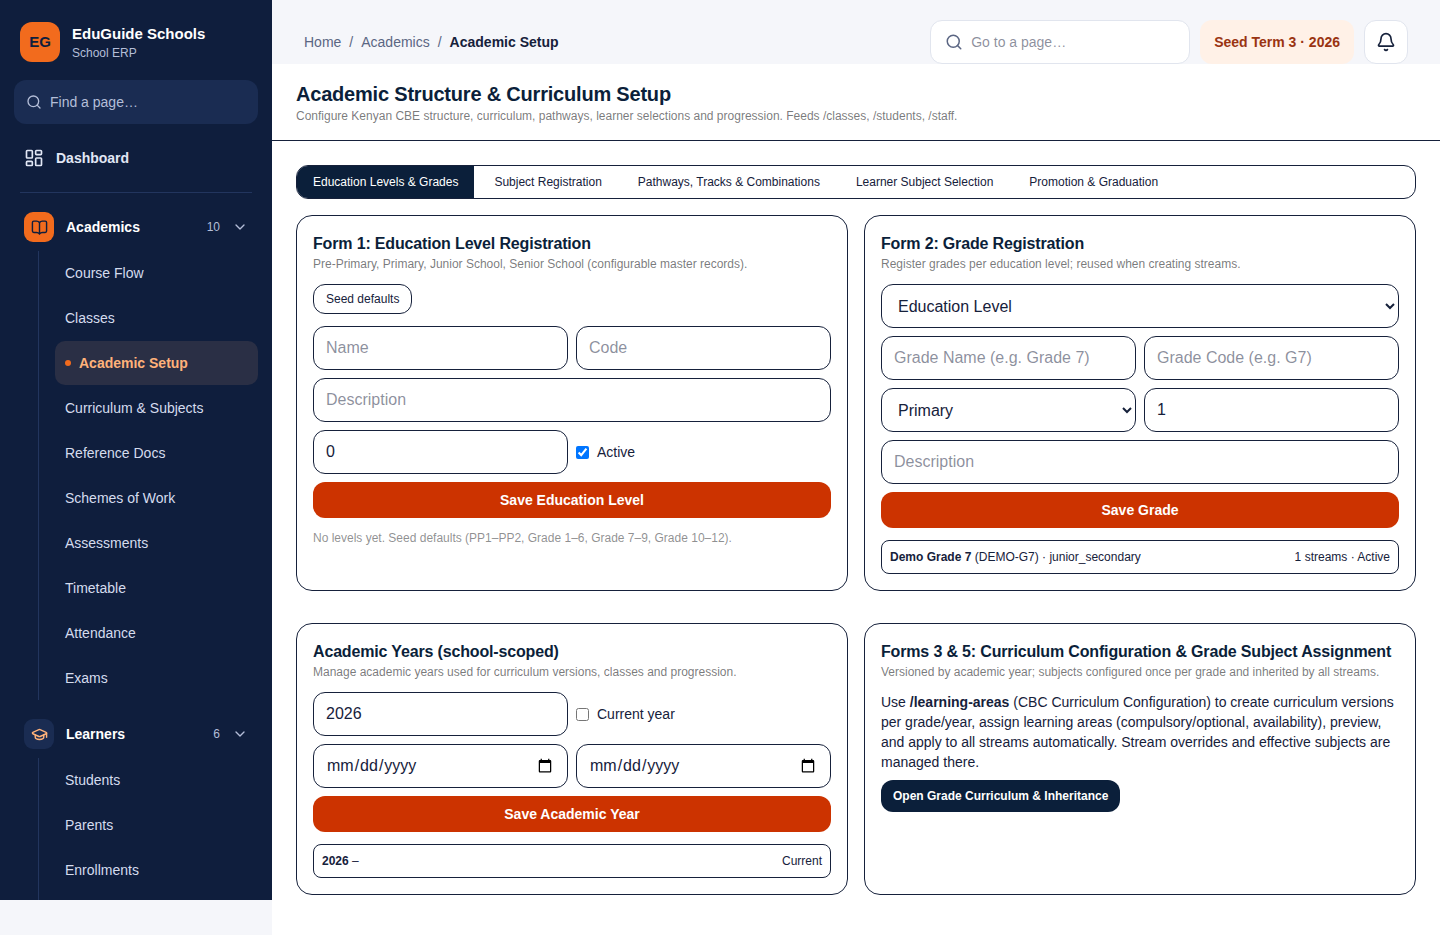 EG
EduGuide Schools
School ERP
Find a page…
Dashboard
Academics 10
Course Flow
Classes
Academic Setup
Curriculum & Subjects
Reference Docs
Schemes of Work
Assessments
Timetable
Attendance
Exams
Learners 6
Students
Parents
Enrollments
Home / Academics / Academic Setup
Go to a page…
Seed Term 3 · 2026
Academic Structure & Curriculum Setup
Configure Kenyan CBE structure, curriculum, pathways, learner selections and progression. Feeds /classes, /students, /staff.
Education Levels & Grades
Subject Registration
Pathways, Tracks & Combinations
Learner Subject Selection
Promotion & Graduation
Form 1: Education Level Registration
Pre-Primary, Primary, Junior School, Senior School (configurable master records).
Seed defaults
Name
Code
Description
0
Active
Save Education Level
No levels yet. Seed defaults (PP1–PP2, Grade 1–6, Grade 7–9, Grade 10–12).
Form 2: Grade Registration
Register grades per education level; reused when creating streams.
Education Level
Grade Name (e.g. Grade 7)
Grade Code (e.g. G7)
Primary
1
Description
Save Grade
Demo Grade 7 (DEMO-G7) · junior_secondary
1 streams · Active
Academic Years (school-scoped)
Manage academic years used for curriculum versions, classes and progression.
2026
Current year
mm/dd/yyyy
mm/dd/yyyy
Save Academic Year
2026 –
Current
Forms 3 & 5: Curriculum Configuration & Grade Subject Assignment
Versioned by academic year; subjects configured once per grade and inherited by all streams.
Use /learning-areas (CBC Curriculum Configuration) to create curriculum versions
per grade/year, assign learning areas (compulsory/optional, availability), preview,
and apply to all streams automatically. Stream overrides and effective subjects are
managed there.
Open Grade Curriculum & Inheritance